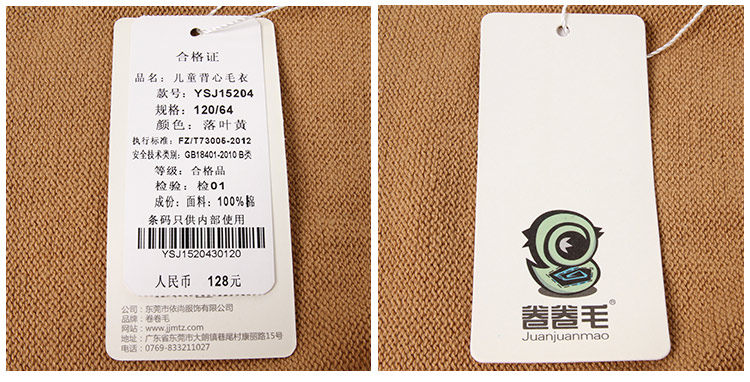 合格证
品名：儿童背心毛衣
款号：YSJ15204
规格：120/64
颜色：落叶黄
执行标准：FZ/T73005-2012
安全技术类别：GB18401-2010 B类
等级：合格品
检验：检01
成份：面料：100%棉
条码只供内部使用
YSJ1520430120
人民币 128元
公司：东莞市依尚服饰有限公司
品牌：卷卷毛
网站：www.jjmtz.com
地址：广东省东莞市大朗镇巷尾村康丽路15号
电话：0769-833211027
卷卷毛®
Juanjuanmao